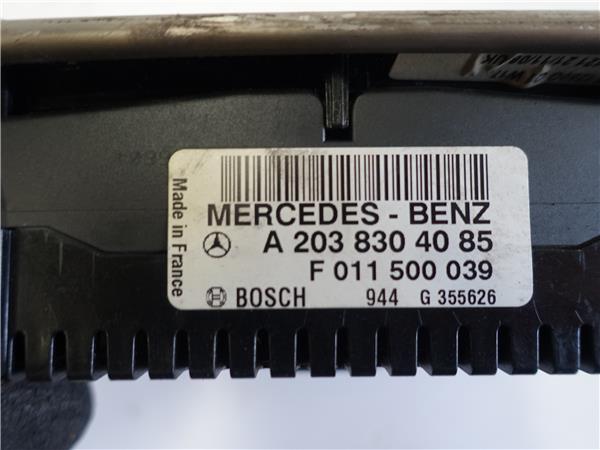 MERCEDES - BENZ
A 203 830 40 85
F 011 500 039
BOSCH 944 G 355626
Made in France